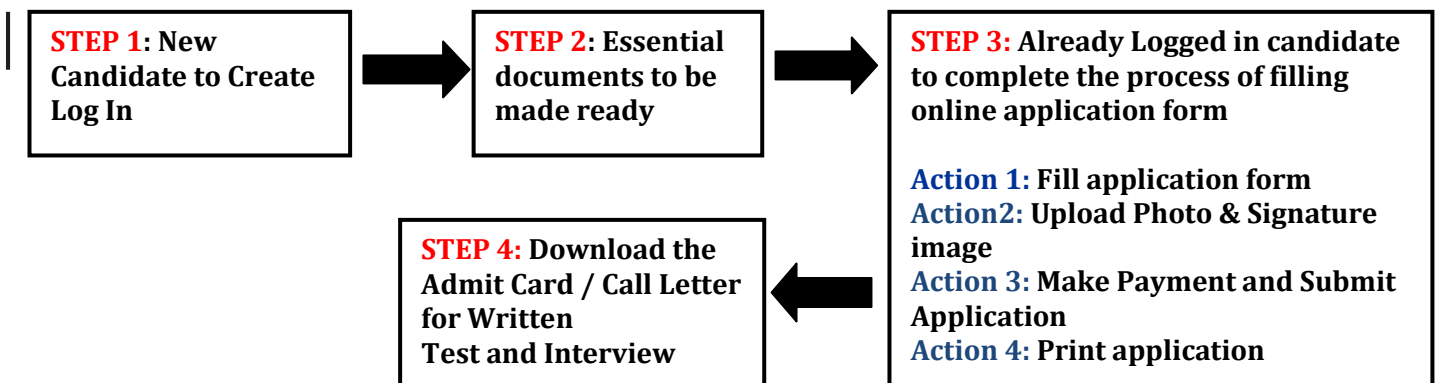 STEP 1: New
Candidate to Create
Log In
STEP 2: Essential
documents to be
made ready
STEP 3: Already Logged in candidate
to complete the process of filling
online application form
Action 1: Fill application form
Action2: Upload Photo & Signature
image
Action 3: Make Payment and Submit
Application
Action 4: Print application
STEP 4: Download the
Admit Card / Call Letter
for Written
Test and Interview